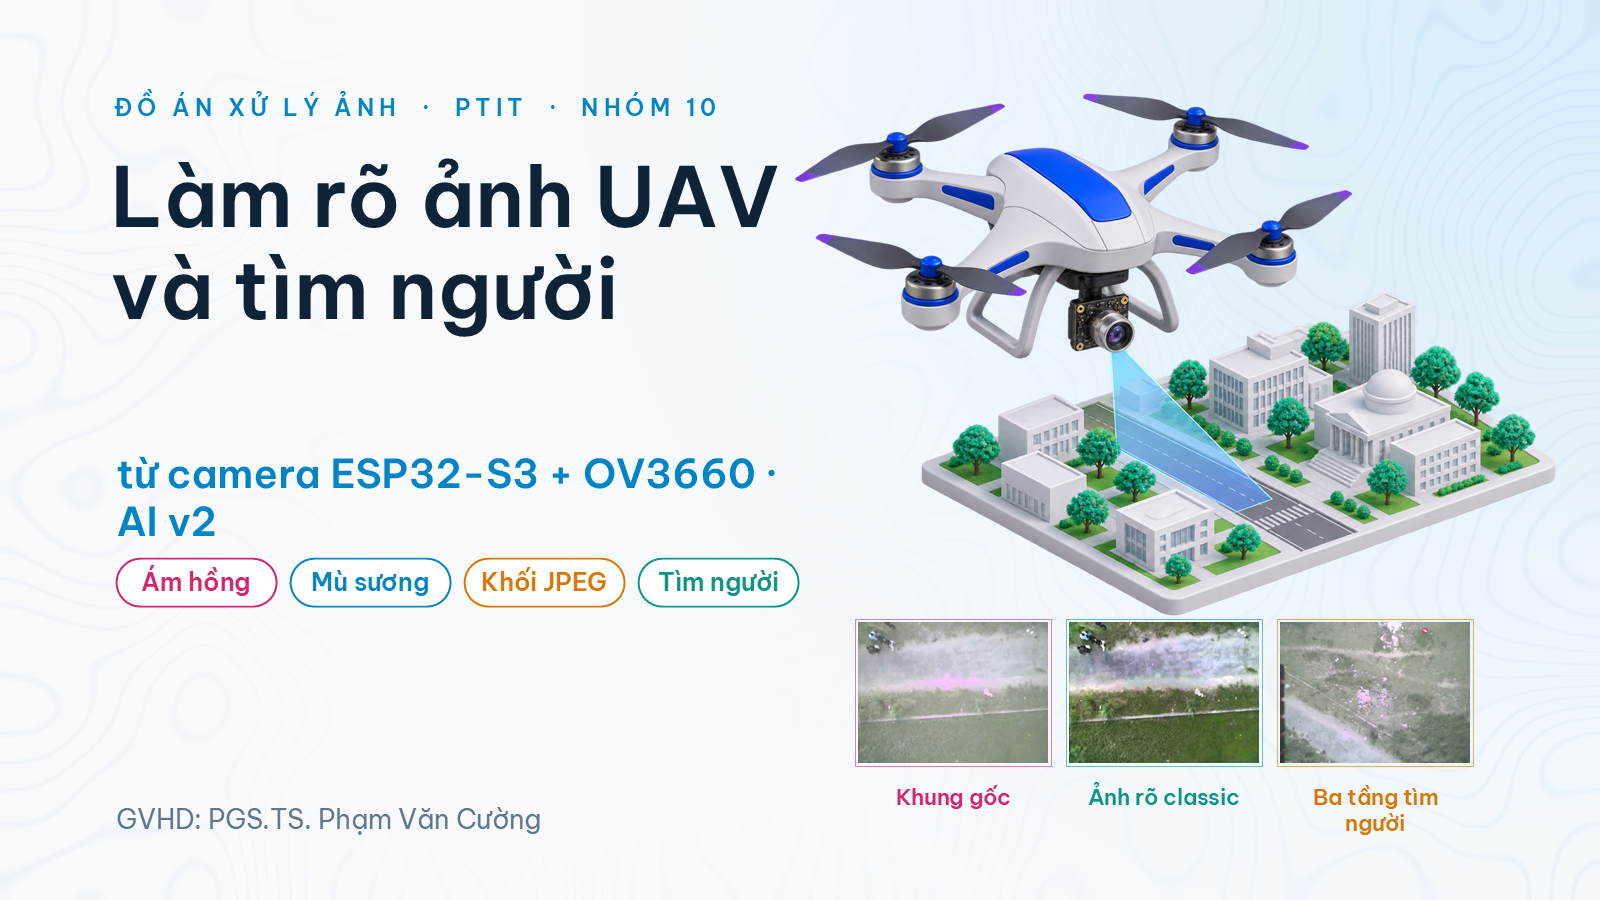 ĐỒ ÁN XỬ LÝ ẢNH · PTIT · NHÓM 10
Làm rõ ảnh UAV
và tìm người
từ camera ESP32-S3 + OV3660 ·
AI v2
Ám hồng
Mù sương
Khối JPEG
Tìm người
Khung gốc
Ảnh rõ classic
Ba tầng tìm
người
GVHD: PGS.TS. Phạm Văn Cường